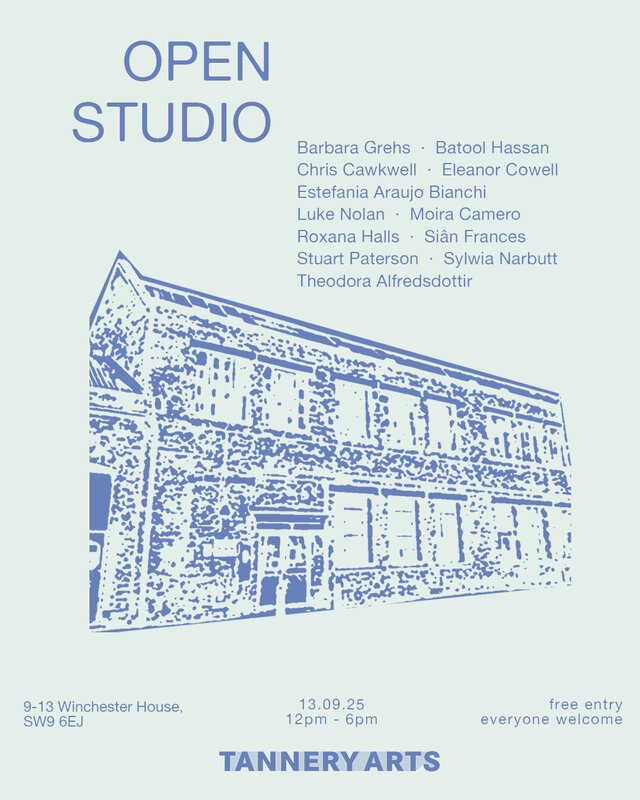 OPEN
STUDIO
Barbara Grehs · Batool Hassan
Chris Cawkwell · Eleanor Cowell
Estefania Araujo Bianchi
Luke Nolan · Moira Camero
Roxana Halls · Siân Frances
Stuart Paterson · Sylwia Narbutt
Theodora Alfredsdottir
9-13 Winchester House,
SW9 6EJ
13.09.25
12pm - 6pm
free entry
everyone welcome
TANNERY ARTS